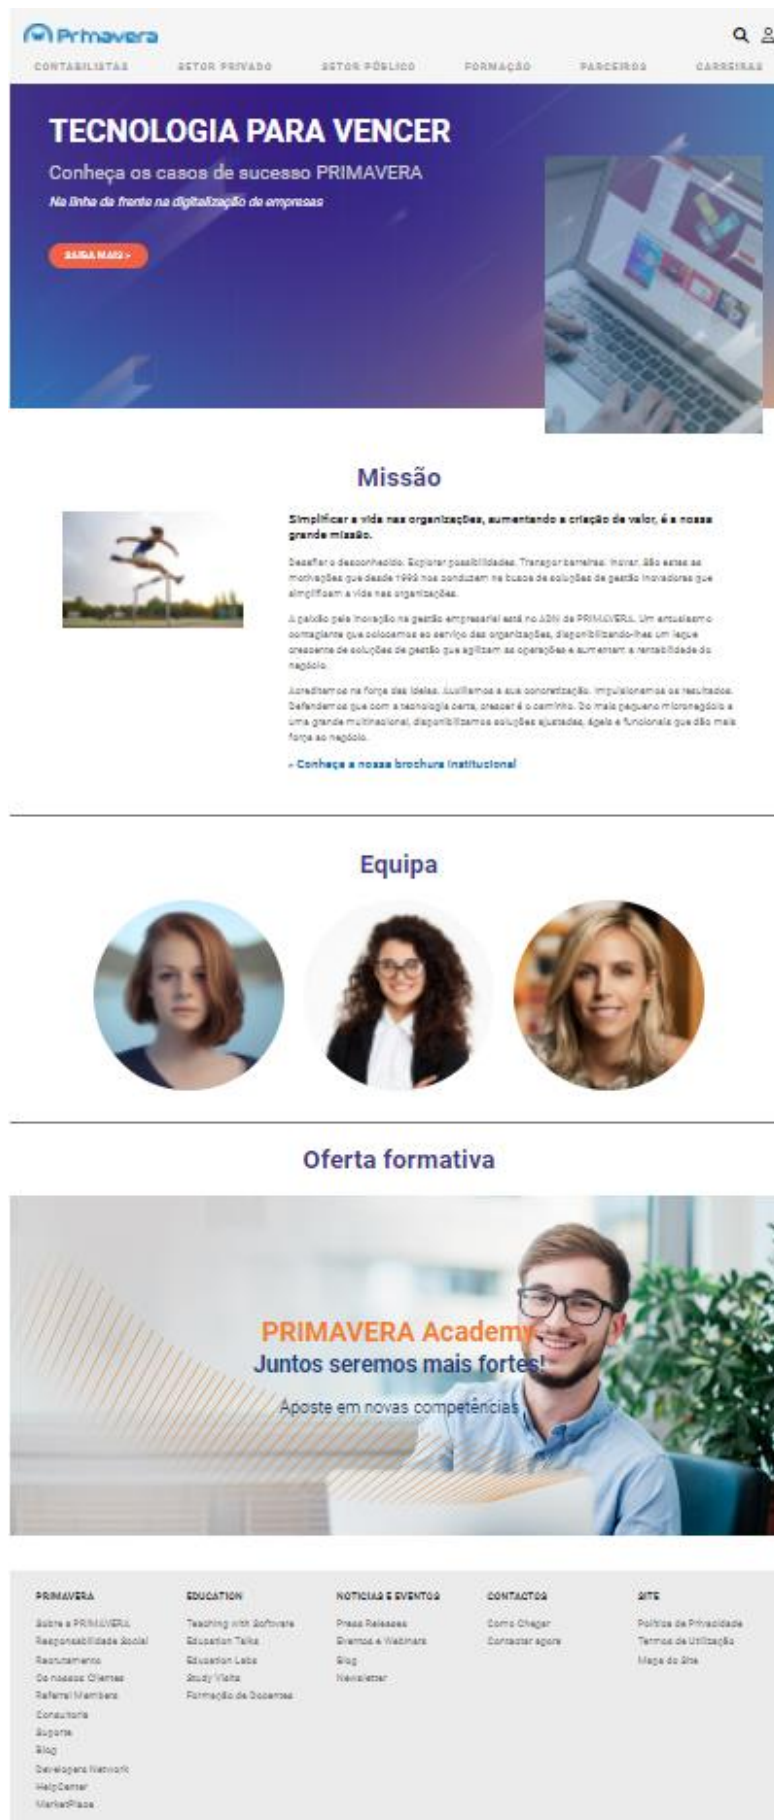 Primavera
CONTABILISTAS SETOR PRIVADO SETOR PÚBLICO FORMAÇÃO PARCEIROS CARREIRAS
TECNOLOGIA PARA VENCER
Conheça os casos de sucesso PRIMAVERA
Na linha da frente na digitalização de empresas
SAIBA MAIS >
Missão
Simplificar a vida nas organizações, aumentando a criação de valor, é a nossa
grande missão.
Desafiar o desconhecido. Explorar possibilidades. Transpor barreiras. Inovar. São estas as
motivações que desde 1993 nos conduzem na busca de soluções de gestão inovadoras que
simplificam a vida nas organizações.
A paixão pela inovação na gestão empresarial está no ADN da PRIMAVERA. Um entusiasmo
contagiante que colocamos ao serviço das organizações, disponibilizando-lhes um leque
crescente de soluções de gestão que agilizam as operações e aumentam a rentabilidade do
negócio.
Acreditamos na força das ideias. Auxiliamos a sua concretização. Impulsionamos os resultados.
Defendemos que com a tecnologia certa, crescer é o caminho. Do mais pequeno micronegócio a
uma grande multinacional, disponibilizamos soluções ajustadas, ágeis e funcionais que dão mais
força ao negócio.
» Conheça a nossa brochura institucional
Equipa
Oferta formativa
PRIMAVERA Academy
Juntos seremos mais fortes!
Aposte em novas competências
PRIMAVERA
Sobre a PRIMAVERA
Responsabilidade Social
Recrutamento
Os nossos Clientes
Referral Members
Consultoria
Suporte
Blog
Developers Network
HelpCenter
MarketPlace
EDUCATION
Teaching with Software
Education Talks
Education Labs
Study Visits
Formação de Docentes
NOTICIAS E EVENTOS
Press Releases
Eventos e Webinars
Blog
Newsletter
CONTACTOS
Como Chegar
Contactar agora
SITE
Política de Privacidade
Termos de Utilização
Mapa do Site